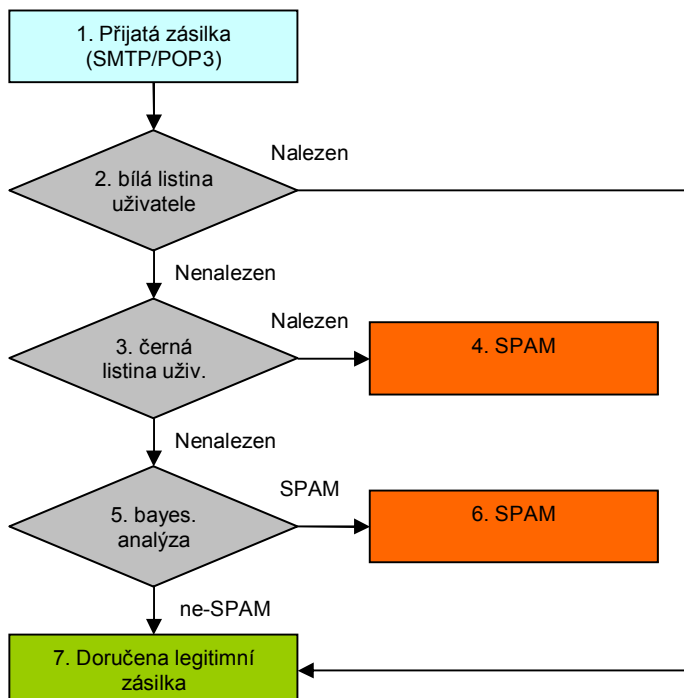 1. Přijatá zásilka
(SMTP/POP3)
Nalezen
2. bílá listina
uživatele
Nenalezen
Nalezen
3. černá
listina uživ.
4. SPAM
Nenalezen
SPAM
5. bayes.
analýza
6. SPAM
ne-SPAM
7. Doručena legitimní
zásilka